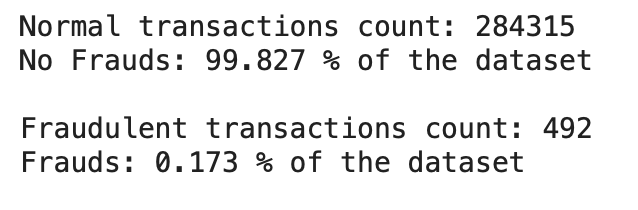 Normal transactions count: 284315
No Frauds: 99.827 % of the dataset
Fraudulent transactions count: 492
Frauds: 0.173 % of the dataset